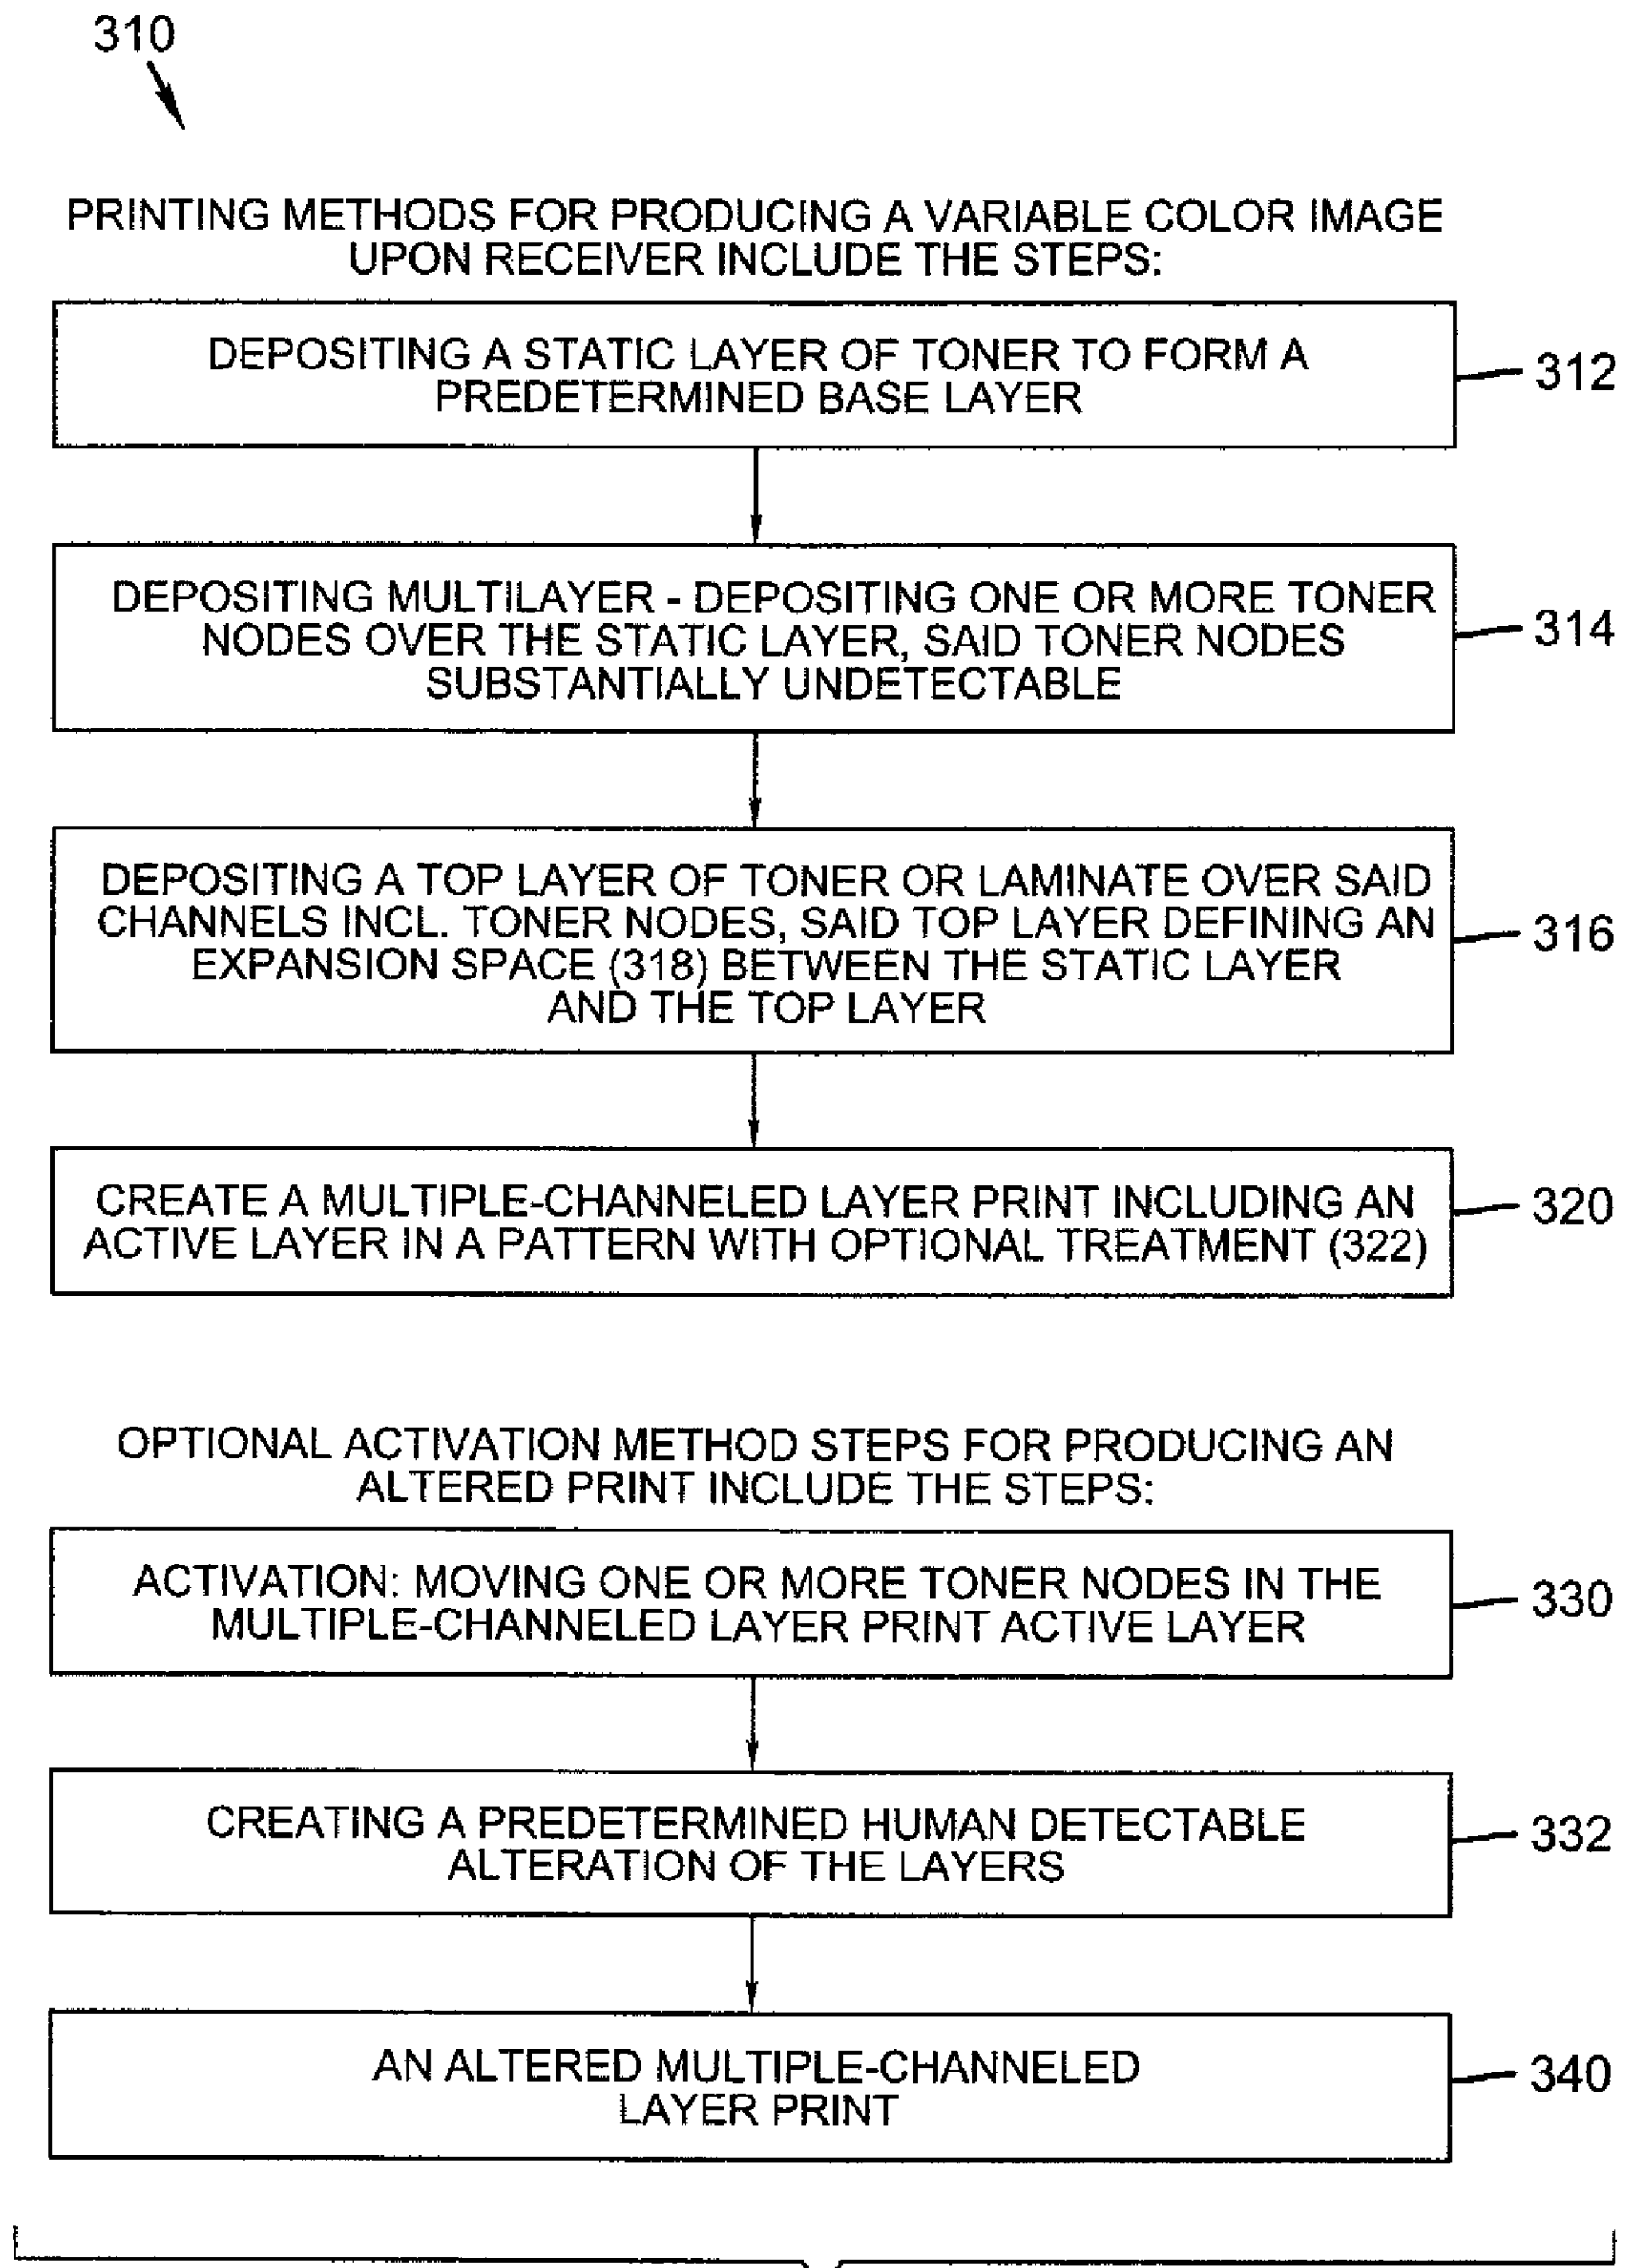 310
PRINTING METHODS FOR PRODUCING A VARIABLE COLOR IMAGE
UPON RECEIVER INCLUDE THE STEPS:
DEPOSITING A STATIC LAYER OF TONER TO FORM A
PREDETERMINED BASE LAYER
312
DEPOSITING MULTILAYER - DEPOSITING ONE OR MORE TONER
NODES OVER THE STATIC LAYER, SAID TONER NODES
SUBSTANTIALLY UNDETECTABLE
314
DEPOSITING A TOP LAYER OF TONER OR LAMINATE OVER SAID
CHANNELS INCL. TONER NODES, SAID TOP LAYER DEFINING AN
EXPANSION SPACE (318) BETWEEN THE STATIC LAYER
AND THE TOP LAYER
316
CREATE A MULTIPLE-CHANNELED LAYER PRINT INCLUDING AN
ACTIVE LAYER IN A PATTERN WITH OPTIONAL TREATMENT (322)
320
OPTIONAL ACTIVATION METHOD STEPS FOR PRODUCING AN
ALTERED PRINT INCLUDE THE STEPS:
ACTIVATION: MOVING ONE OR MORE TONER NODES IN THE
MULTIPLE-CHANNELED LAYER PRINT ACTIVE LAYER
330
CREATING A PREDETERMINED HUMAN DETECTABLE
ALTERATION OF THE LAYERS
332
AN ALTERED MULTIPLE-CHANNELED
LAYER PRINT
340